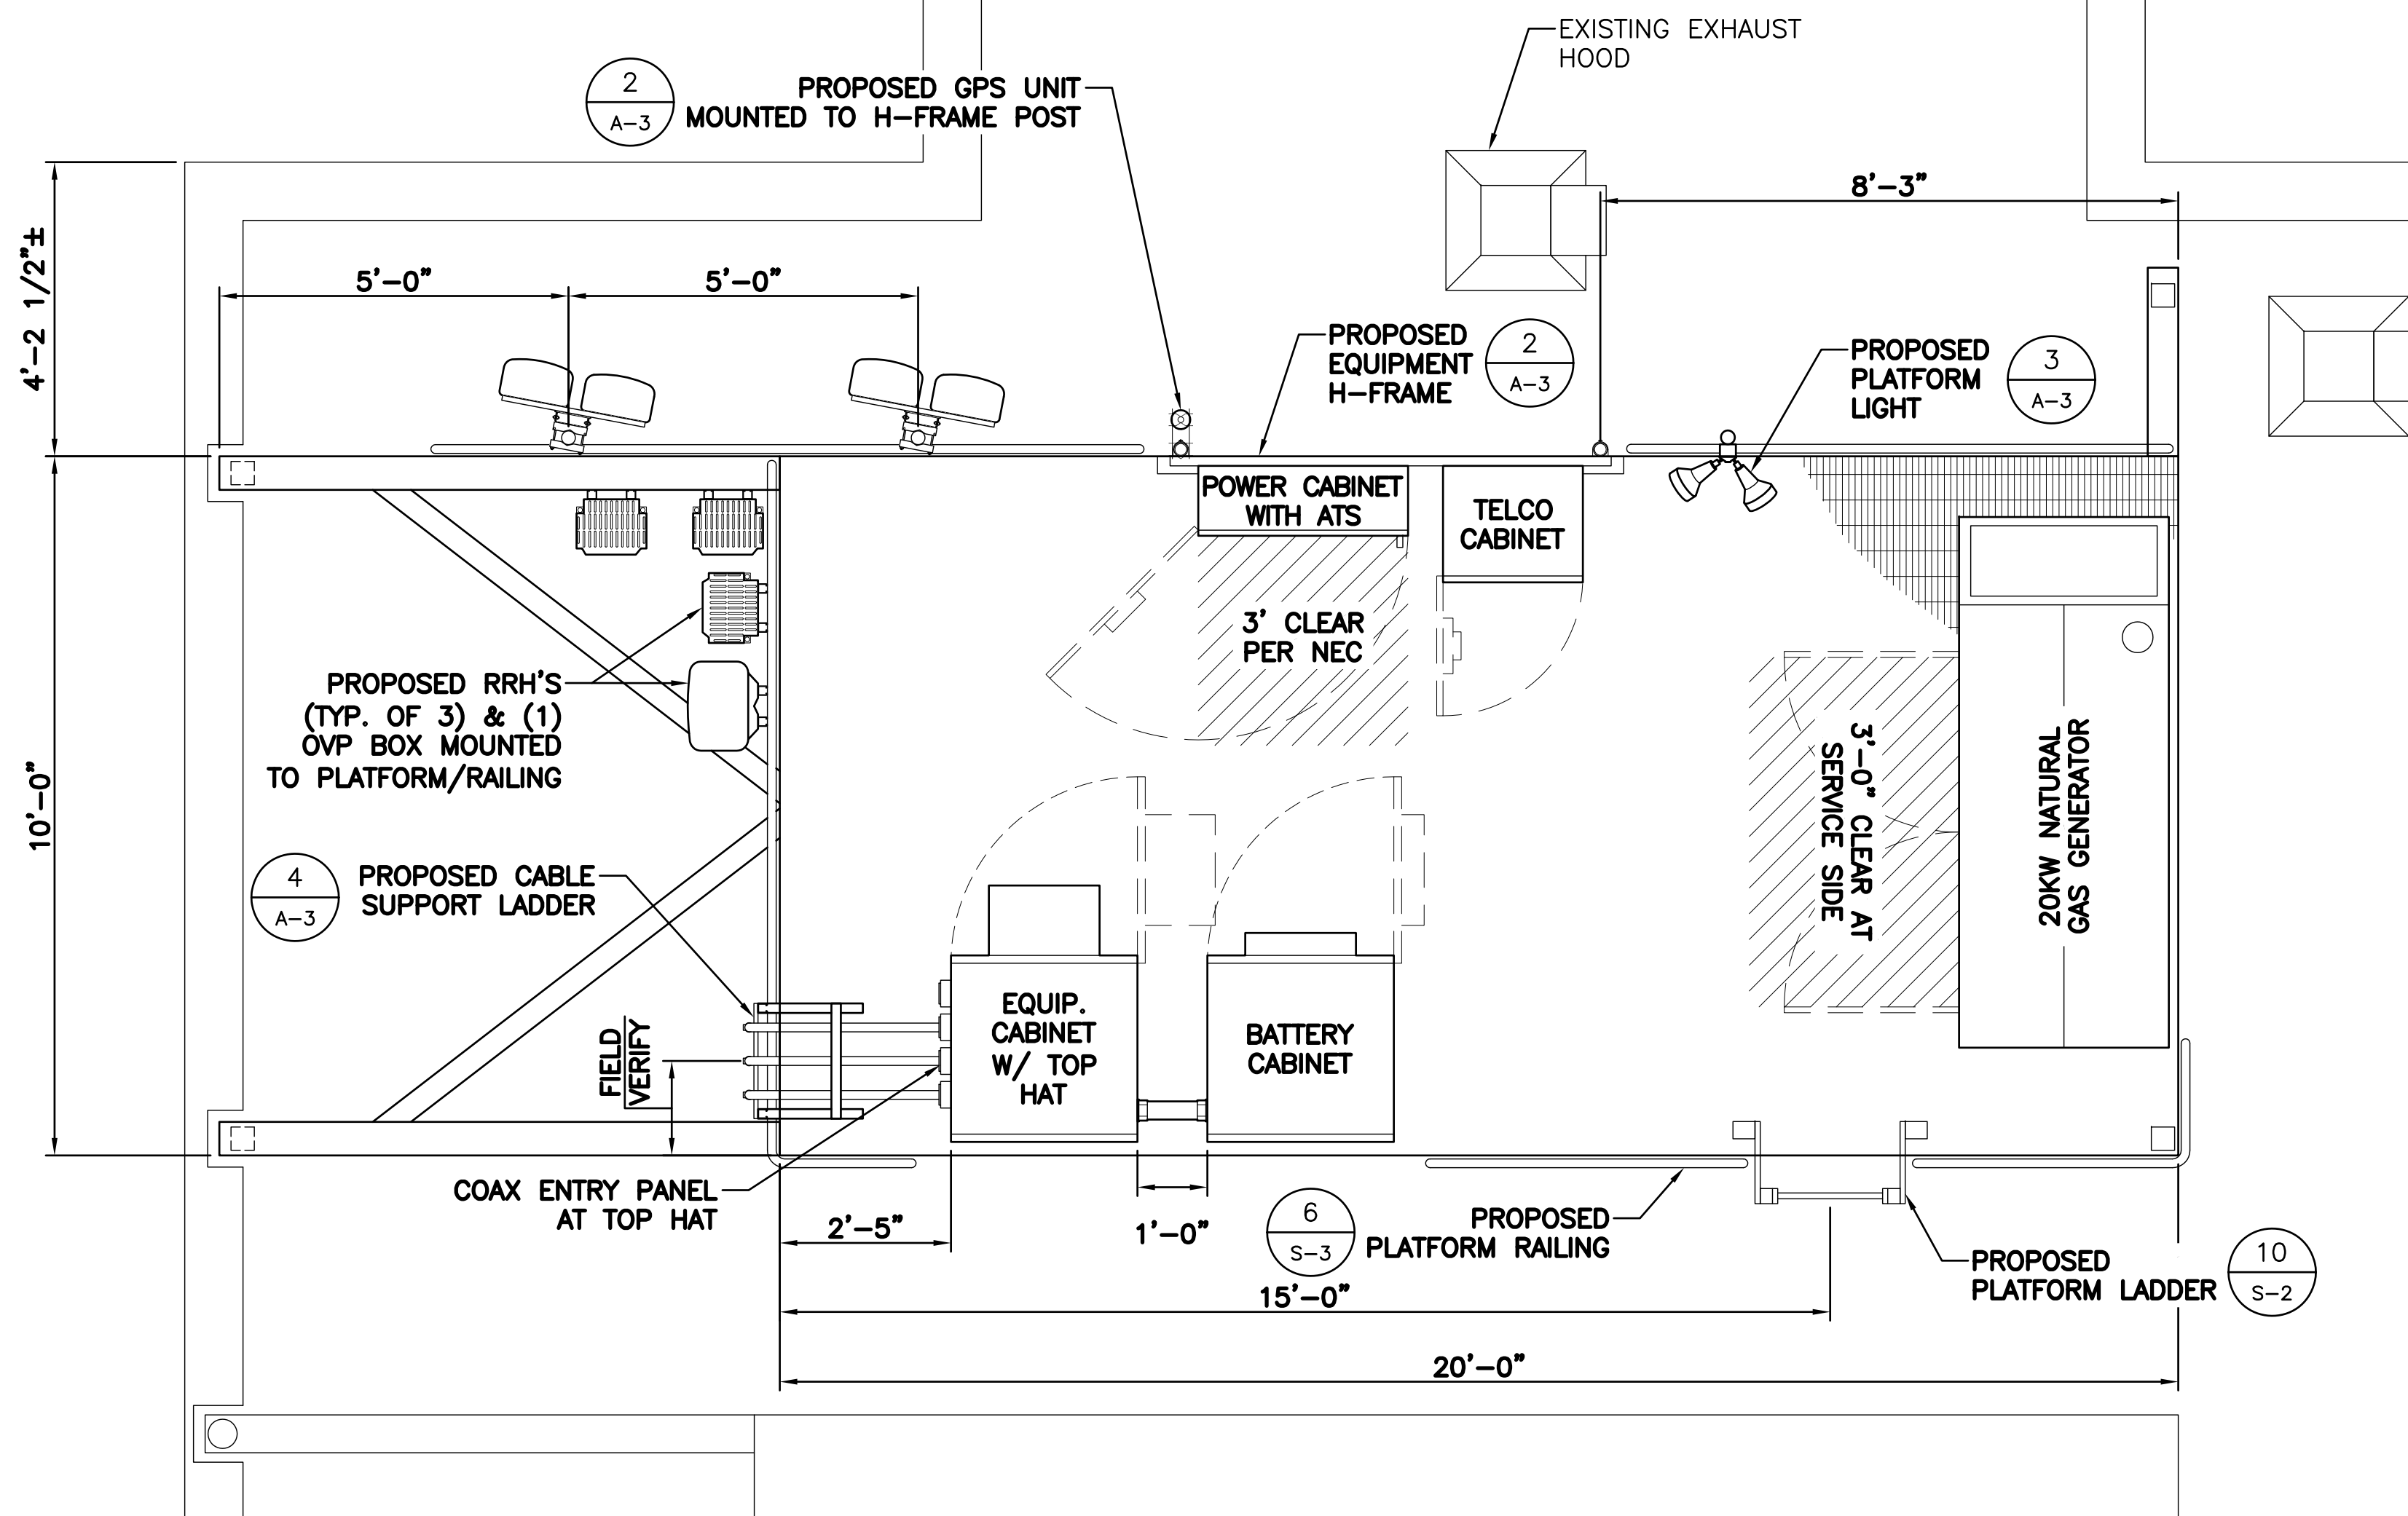 EXISTING EXHAUST
HOOD
2
A-3
PROPOSED GPS UNIT
MOUNTED TO H-FRAME POST
8'-3"
4'-2 1/2"±
5'-0"
5'-0"
PROPOSED
EQUIPMENT
H-FRAME
2
A-3
PROPOSED
PLATFORM
LIGHT
3
A-3
POWER CABINET
WITH ATS
TELCO
CABINET
3' CLEAR
PER NEC
PROPOSED RRH'S
(TYP. OF 3) & (1)
OVP BOX MOUNTED
TO PLATFORM/RAILING
10'-0"
3'-0" CLEAR AT
SERVICE SIDE
20KW NATURAL
GAS GENERATOR
4
A-3
PROPOSED CABLE
SUPPORT LADDER
FIELD
VERIFY
EQUIP.
CABINET
W/ TOP
HAT
BATTERY
CABINET
COAX ENTRY PANEL
AT TOP HAT
2'-5"
1'-0"
6
S-3
PROPOSED
PLATFORM RAILING
PROPOSED
PLATFORM LADDER
10
S-2
15'-0"
20'-0"